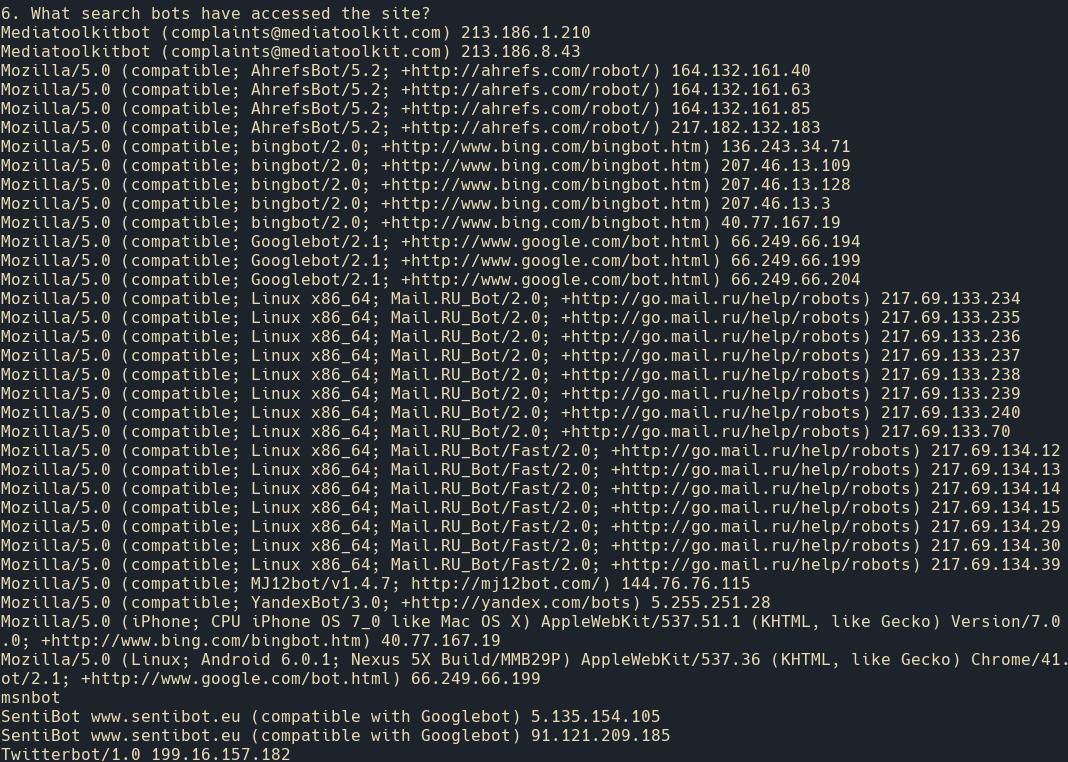 6. What search bots have accessed the site?
Mediatoolkitbot (complaints@mediatoolkit.com) 213.186.1.210
Mediatoolkitbot (complaints@mediatoolkit.com) 213.186.8.43
Mozilla/5.0 (compatible; AhrefsBot/5.2; +http://ahrefs.com/robot/) 164.132.161.40
Mozilla/5.0 (compatible; AhrefsBot/5.2; +http://ahrefs.com/robot/) 164.132.161.63
Mozilla/5.0 (compatible; AhrefsBot/5.2; +http://ahrefs.com/robot/) 164.132.161.85
Mozilla/5.0 (compatible; AhrefsBot/5.2; +http://ahrefs.com/robot/) 217.182.132.183
Mozilla/5.0 (compatible; bingbot/2.0; +http://www.bing.com/bingbot.htm) 136.243.34.71
Mozilla/5.0 (compatible; bingbot/2.0; +http://www.bing.com/bingbot.htm) 207.46.13.109
Mozilla/5.0 (compatible; bingbot/2.0; +http://www.bing.com/bingbot.htm) 207.46.13.128
Mozilla/5.0 (compatible; bingbot/2.0; +http://www.bing.com/bingbot.htm) 207.46.13.3
Mozilla/5.0 (compatible; bingbot/2.0; +http://www.bing.com/bingbot.htm) 40.77.167.19
Mozilla/5.0 (compatible; Googlebot/2.1; +http://www.google.com/bot.html) 66.249.66.194
Mozilla/5.0 (compatible; Googlebot/2.1; +http://www.google.com/bot.html) 66.249.66.199
Mozilla/5.0 (compatible; Googlebot/2.1; +http://www.google.com/bot.html) 66.249.66.204
Mozilla/5.0 (compatible; Linux x86_64; Mail.RU_Bot/2.0; +http://go.mail.ru/help/robots) 217.69.133.234
Mozilla/5.0 (compatible; Linux x86_64; Mail.RU_Bot/2.0; +http://go.mail.ru/help/robots) 217.69.133.235
Mozilla/5.0 (compatible; Linux x86_64; Mail.RU_Bot/2.0; +http://go.mail.ru/help/robots) 217.69.133.236
Mozilla/5.0 (compatible; Linux x86_64; Mail.RU_Bot/2.0; +http://go.mail.ru/help/robots) 217.69.133.237
Mozilla/5.0 (compatible; Linux x86_64; Mail.RU_Bot/2.0; +http://go.mail.ru/help/robots) 217.69.133.238
Mozilla/5.0 (compatible; Linux x86_64; Mail.RU_Bot/2.0; +http://go.mail.ru/help/robots) 217.69.133.239
Mozilla/5.0 (compatible; Linux x86_64; Mail.RU_Bot/2.0; +http://go.mail.ru/help/robots) 217.69.133.240
Mozilla/5.0 (compatible; Linux x86_64; Mail.RU_Bot/2.0; +http://go.mail.ru/help/robots) 217.69.133.70
Mozilla/5.0 (compatible; Linux x86_64; Mail.RU_Bot/Fast/2.0; +http://go.mail.ru/help/robots) 217.69.134.12
Mozilla/5.0 (compatible; Linux x86_64; Mail.RU_Bot/Fast/2.0; +http://go.mail.ru/help/robots) 217.69.134.13
Mozilla/5.0 (compatible; Linux x86_64; Mail.RU_Bot/Fast/2.0; +http://go.mail.ru/help/robots) 217.69.134.14
Mozilla/5.0 (compatible; Linux x86_64; Mail.RU_Bot/Fast/2.0; +http://go.mail.ru/help/robots) 217.69.134.15
Mozilla/5.0 (compatible; Linux x86_64; Mail.RU_Bot/Fast/2.0; +http://go.mail.ru/help/robots) 217.69.134.29
Mozilla/5.0 (compatible; Linux x86_64; Mail.RU_Bot/Fast/2.0; +http://go.mail.ru/help/robots) 217.69.134.30
Mozilla/5.0 (compatible; Linux x86_64; Mail.RU_Bot/Fast/2.0; +http://go.mail.ru/help/robots) 217.69.134.39
Mozilla/5.0 (compatible; MJ12bot/v1.4.7; http://mj12bot.com/) 144.76.76.115
Mozilla/5.0 (compatible; YandexBot/3.0; +http://yandex.com/bots) 5.255.251.28
Mozilla/5.0 (iPhone; CPU iPhone OS 7_0 like Mac OS X) AppleWebKit/537.51.1 (KHTML, like Gecko) Version/7.0
.0; +http://www.bing.com/bingbot.htm) 40.77.167.19
Mozilla/5.0 (Linux; Android 6.0.1; Nexus 5X Build/MMB29P) AppleWebKit/537.36 (KHTML, like Gecko) Chrome/41.
ot/2.1; +http://www.google.com/bot.html) 66.249.66.199
msnbot
SentiBot www.sentibot.eu (compatible with Googlebot) 5.135.154.105
SentiBot www.sentibot.eu (compatible with Googlebot) 91.121.209.185
Twitterbot/1.0 199.16.157.182